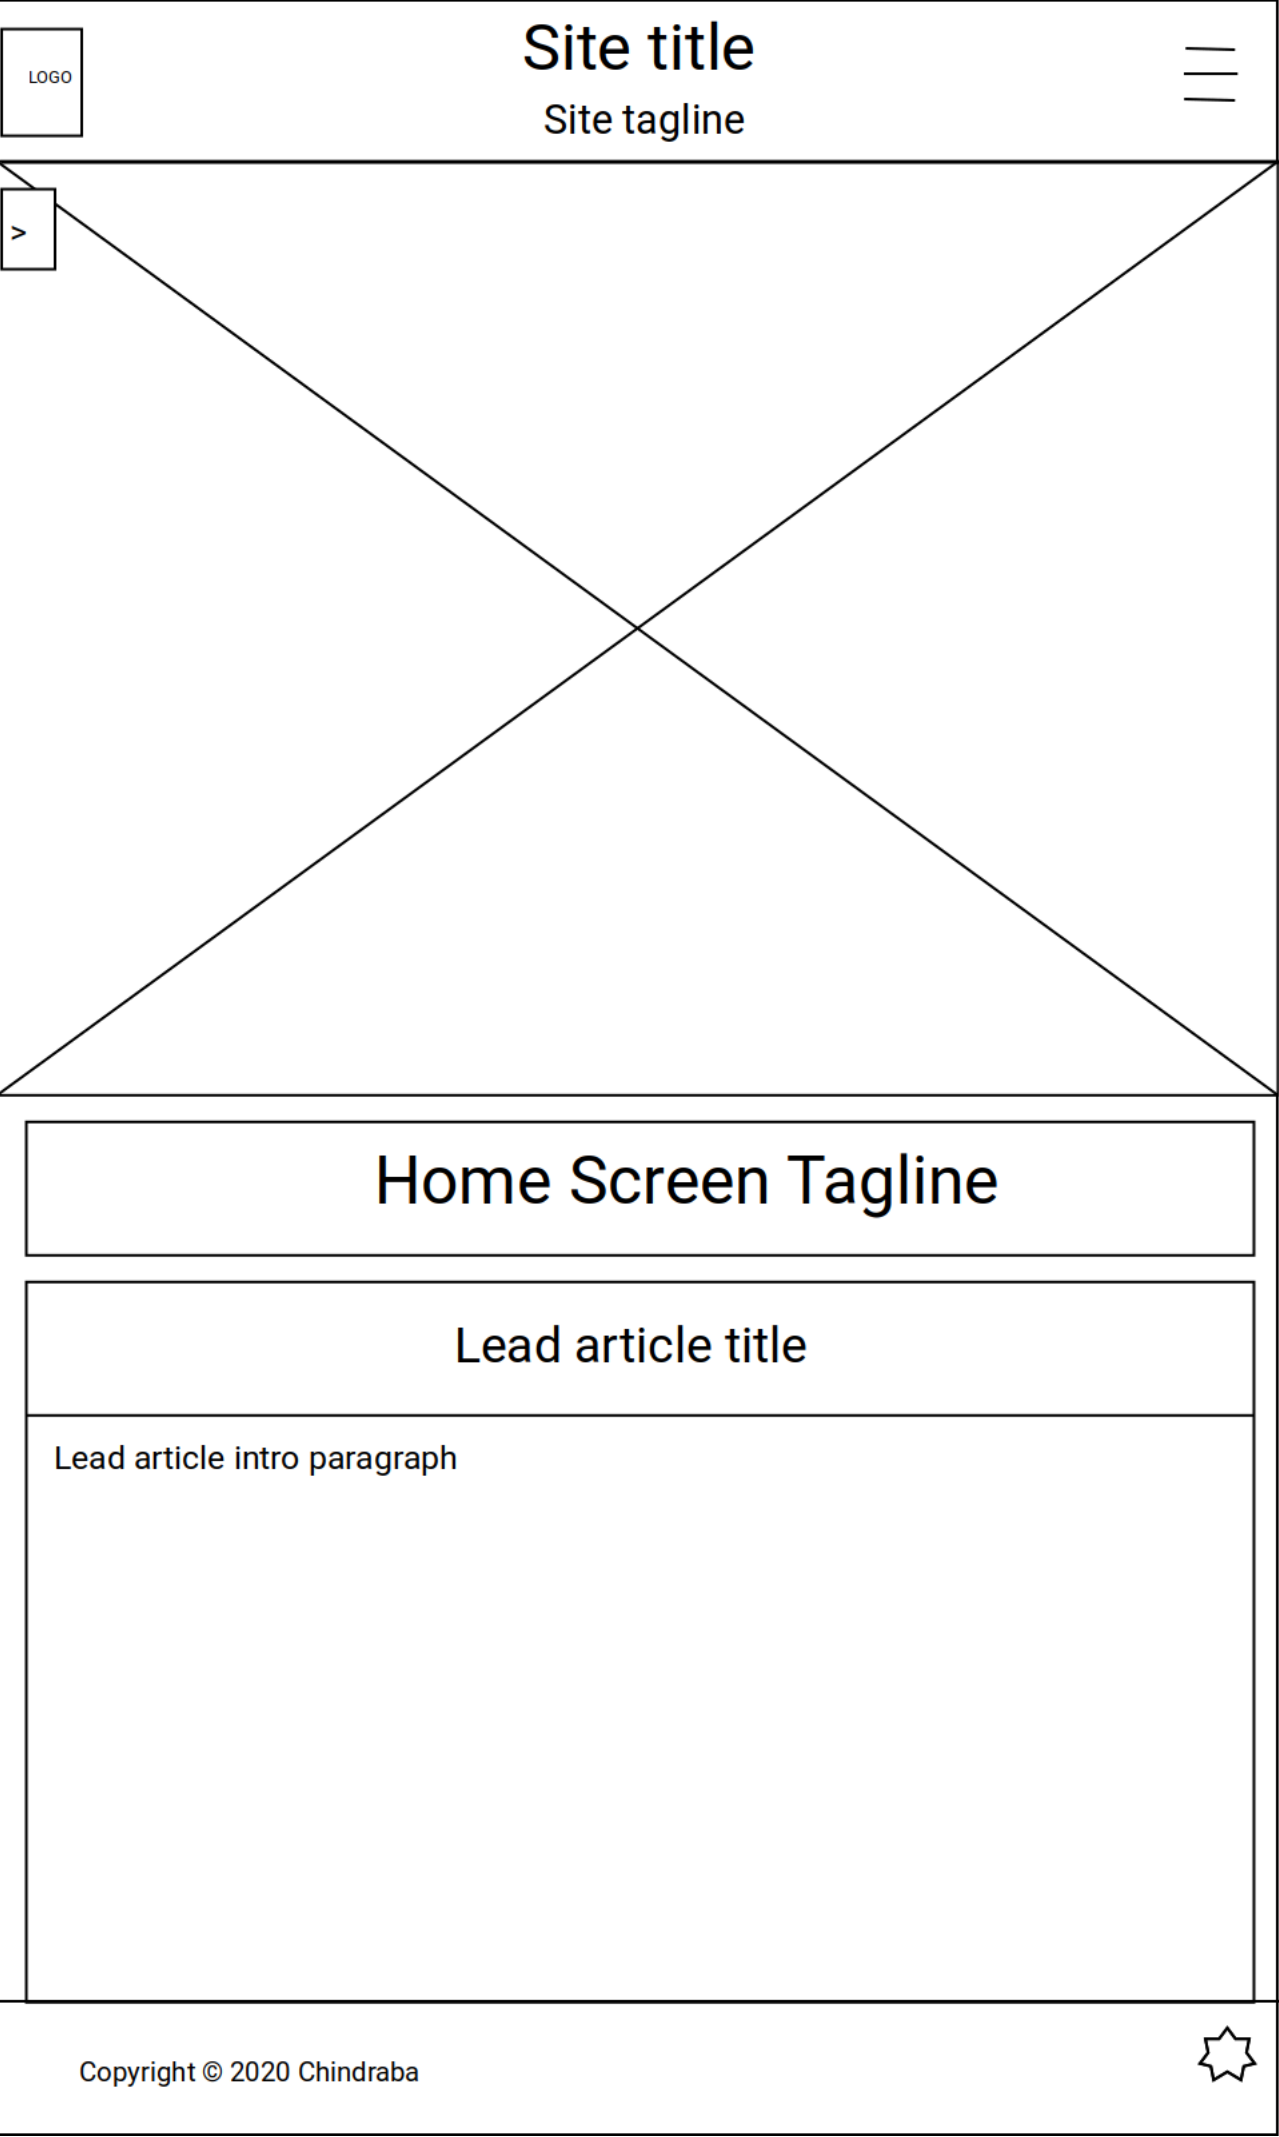 LOGO
Site title
Site tagline
>
Home Screen Tagline
Lead article title
Lead article intro paragraph
Copyright © 2020 Chindraba